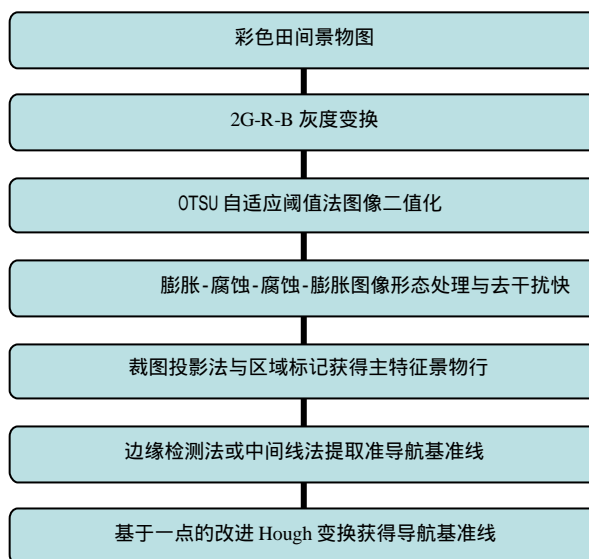 彩色田间景物图
2G-R-B 灰度变换
OTSU 自适应阈值法图像二值化
膨胀-腐蚀-腐蚀-膨胀图像形态处理与去干扰快
裁图投影法与区域标记获得主特征景物行
边缘检测法或中间线法提取准导航基准线
基于一点的改进 Hough 变换获得导航基准线